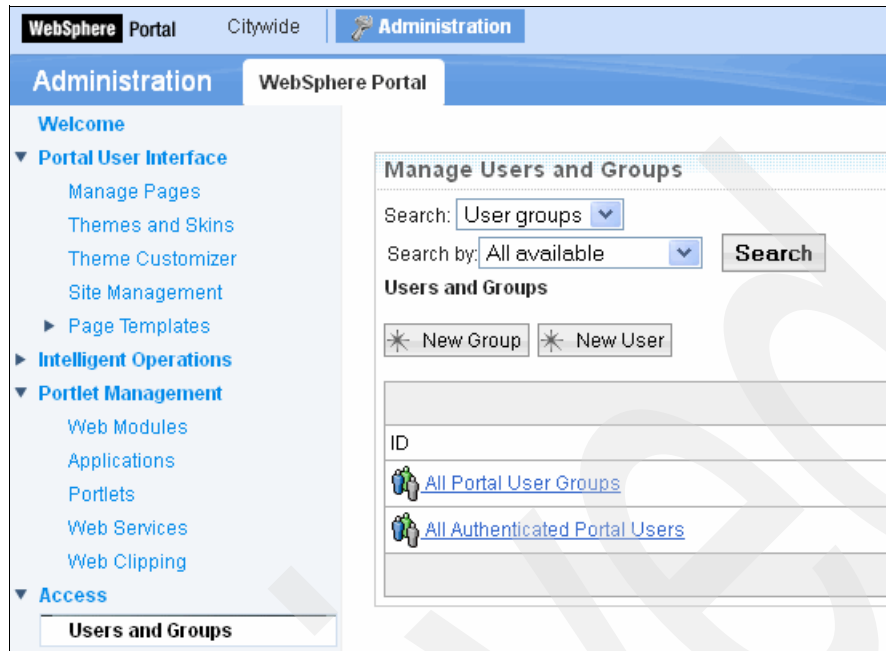 WebSphere Portal Citywide Administration
Administration WebSphere Portal
Welcome
Portal User Interface
Manage Pages
Themes and Skins
Theme Customizer
Site Management
Page Templates
Intelligent Operations
Portlet Management
Web Modules
Applications
Portlets
Web Services
Web Clipping
Access
Users and Groups
Manage Users and Groups
Search: User groups
Search by: All available Search
Users and Groups
New Group New User
ID
All Portal User Groups
All Authenticated Portal Users